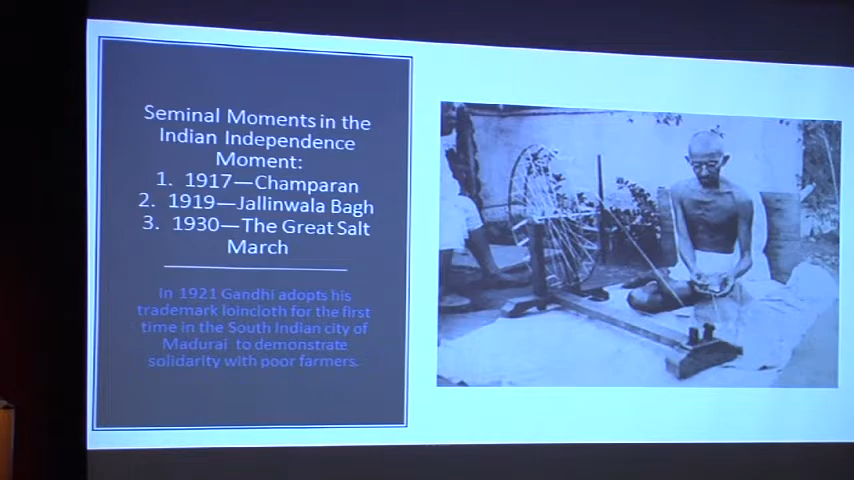 Seminal Moments in the
Indian Independence
Moment:
1. 1917—Champaran
2. 1919—Jallinwala Bagh
3. 1930—The Great Salt
March
In 1921 Gandhi adopts his
trademark loincloth for the first
time in the South Indian city of
Madurai to demonstrate
solidarity with poor farmers.